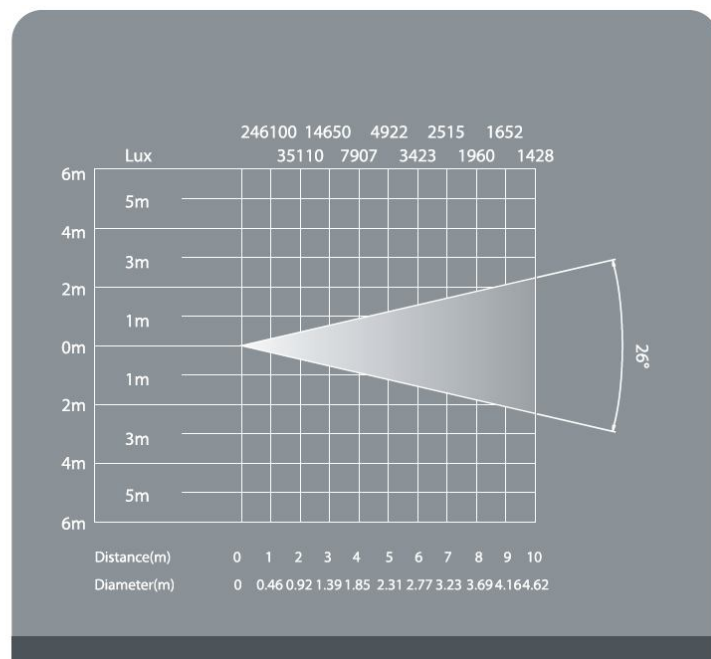 246100 14650 4922 2515 1652
Lux 35110 7907 3423 1960 1428
6m
5m
4m
3m
2m
1m
0m
1m
2m
3m
4m
5m
6m
26°
Distance(m) 0 1 2 3 4 5 6 7 8 9 10
Diameter(m) 0 0.46 0.92 1.39 1.85 2.31 2.77 3.23 3.69 4.16 4.62